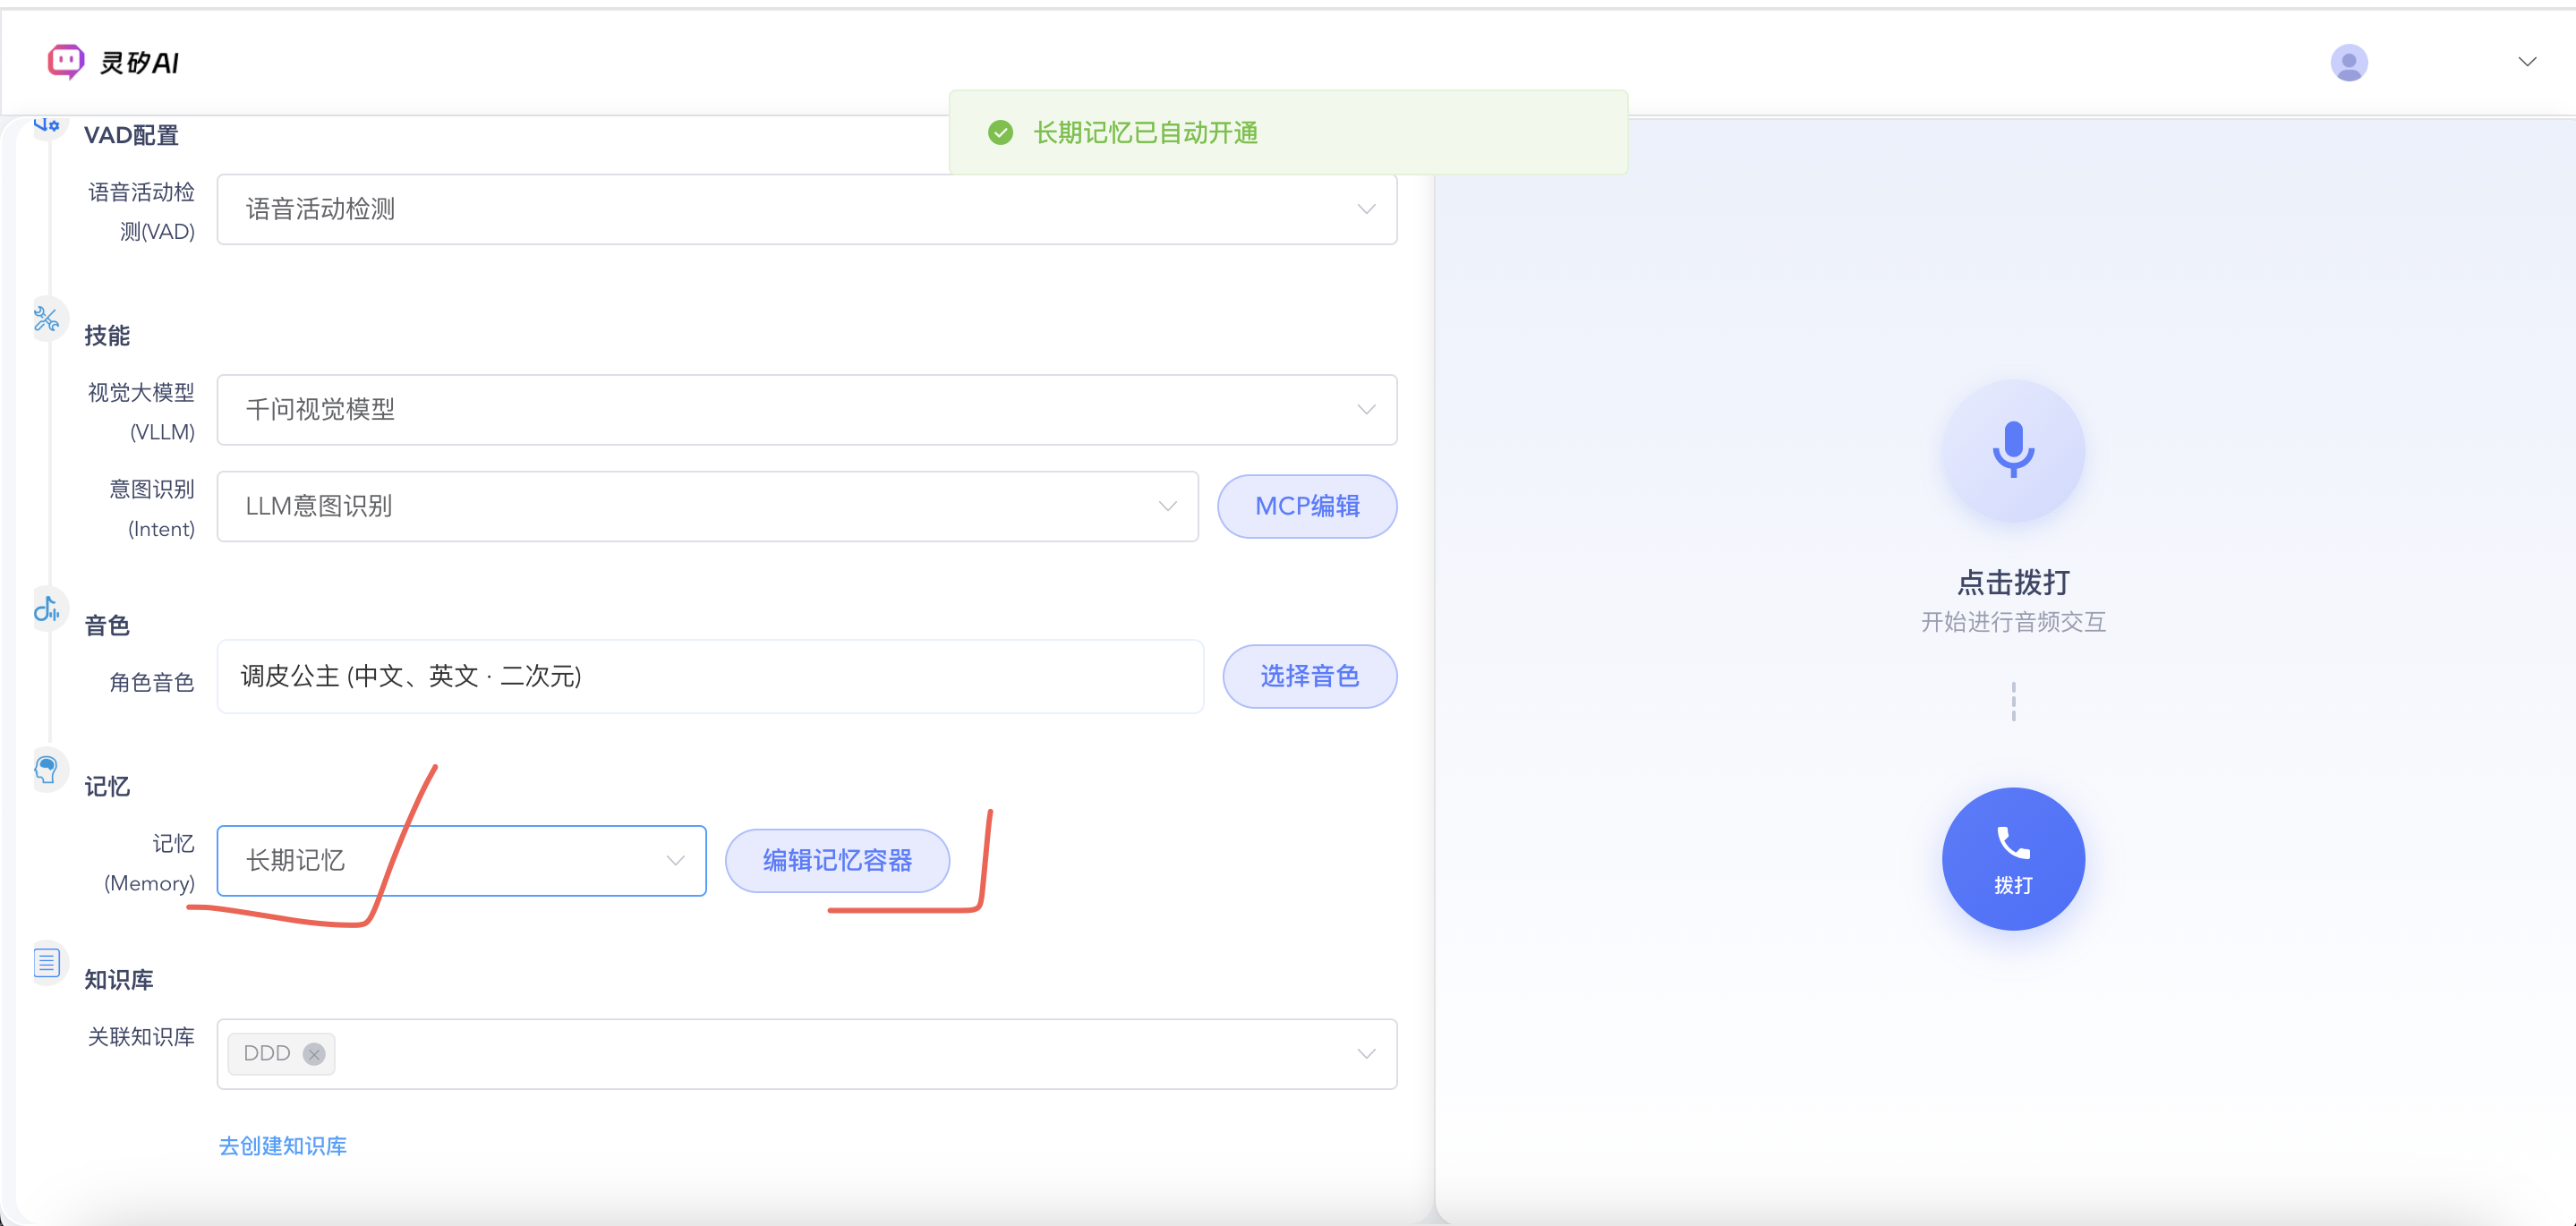 灵矽AI
长期记忆已自动开通
VAD配置
语音活动检
测(VAD)
语音活动检测
技能
视觉大模型
(VLLM)
千问视觉模型
意图识别
(Intent)
LLM意图识别
MCP编辑
音色
角色音色
调皮公主 (中文、英文 · 二次元)
选择音色
记忆
记忆
(Memory)
长期记忆
编辑记忆容器
知识库
关联知识库
DDD
去创建知识库
点击拨打
开始进行音频交互
拨打